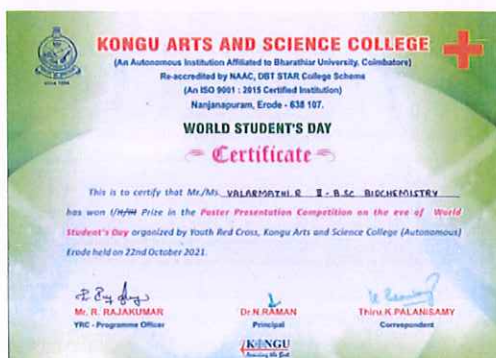 KONGU ARTS AND SCIENCE COLLEGE
(An Autonomous Institution Affiliated to Bharathiar University, Coimbatore)
Re-accredited by NAAC, DBT STAR College Scheme
(An ISO 9001 : 2015 Certified Institution)
Nanjanapuram, Erode - 638 107.
WORLD STUDENT'S DAY
Certificate
This is to certify that Mr./Ms. VALARMATHI.R II - B.SC BIOCHEMISTRY
has won I/II/III Prize in the Poster Presentation Competition on the eve of World
Student's Day organized by Youth Red Cross, Kongu Arts and Science College (Autonomous)
Erode held on 22nd October 2021.
Mr. R. RAJAKUMAR Dr.N.RAMAN Thiru.K.PALANISAMY
YRC - Programme Officer Principal Correspondent
KONGU